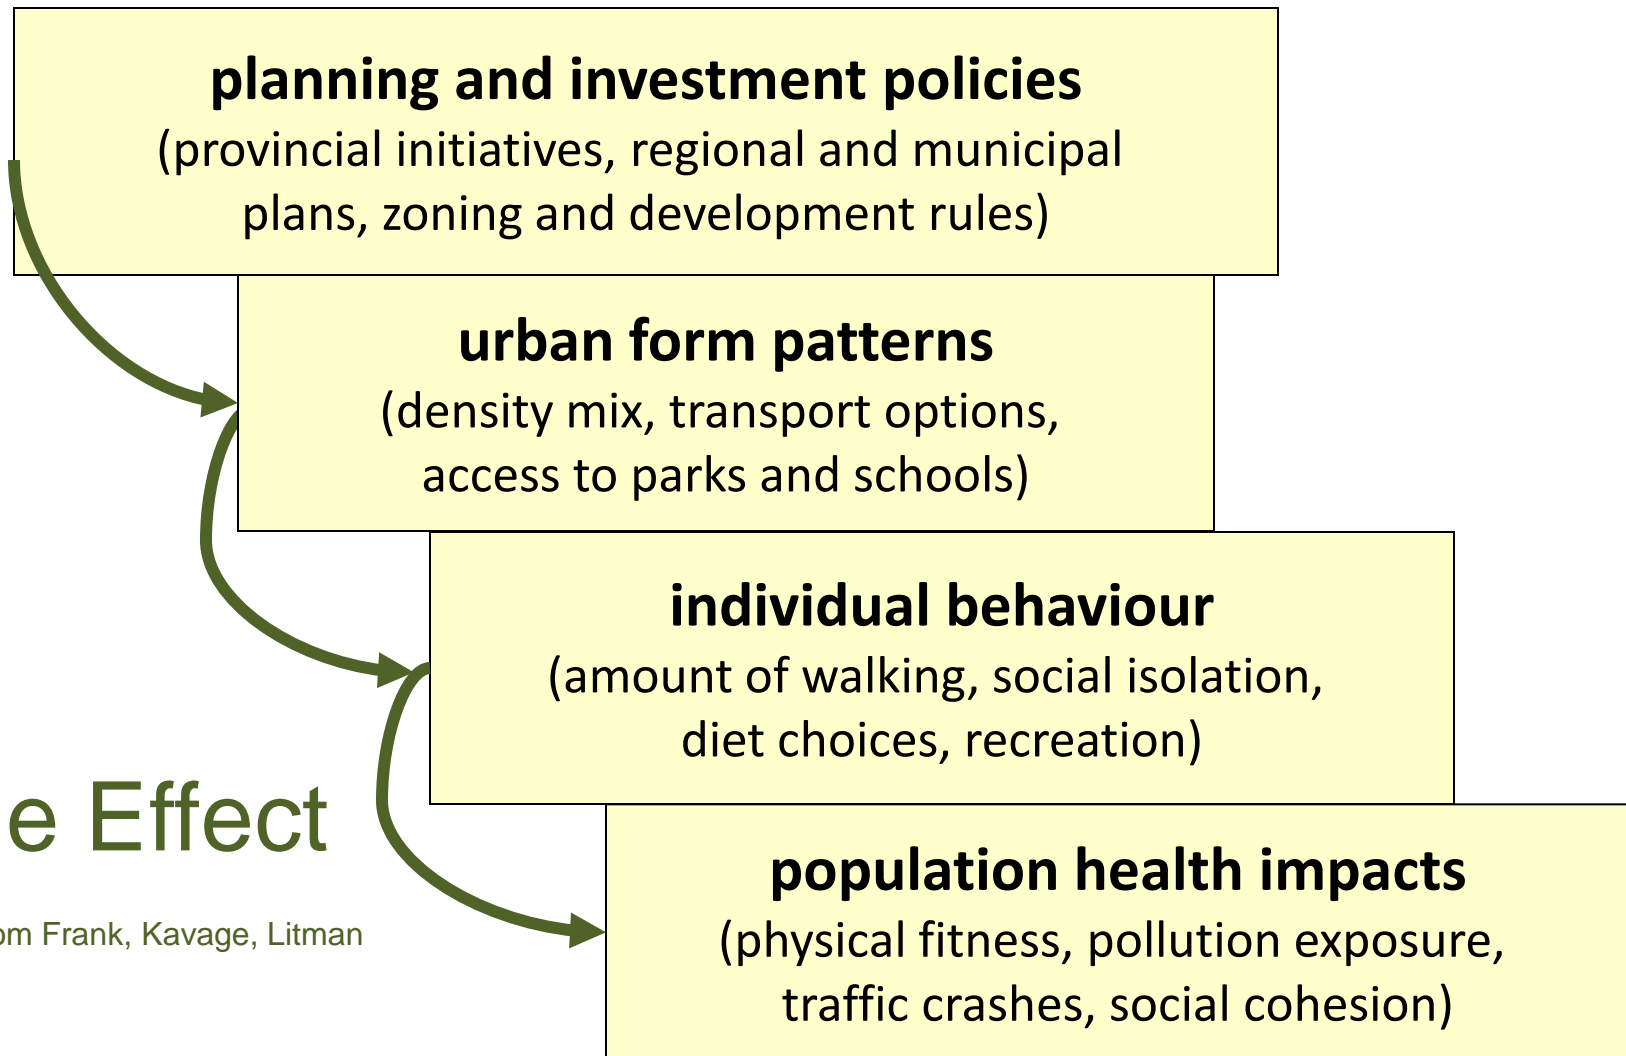 planning and investment policies
(provincial initiatives, regional and municipal
plans, zoning and development rules)
urban form patterns
(density mix, transport options,
access to parks and schools)
individual behaviour
(amount of walking, social isolation,
diet choices, recreation)
e Effect
om Frank, Kavage, Litman
population health impacts
(physical fitness, pollution exposure,
traffic crashes, social cohesion)